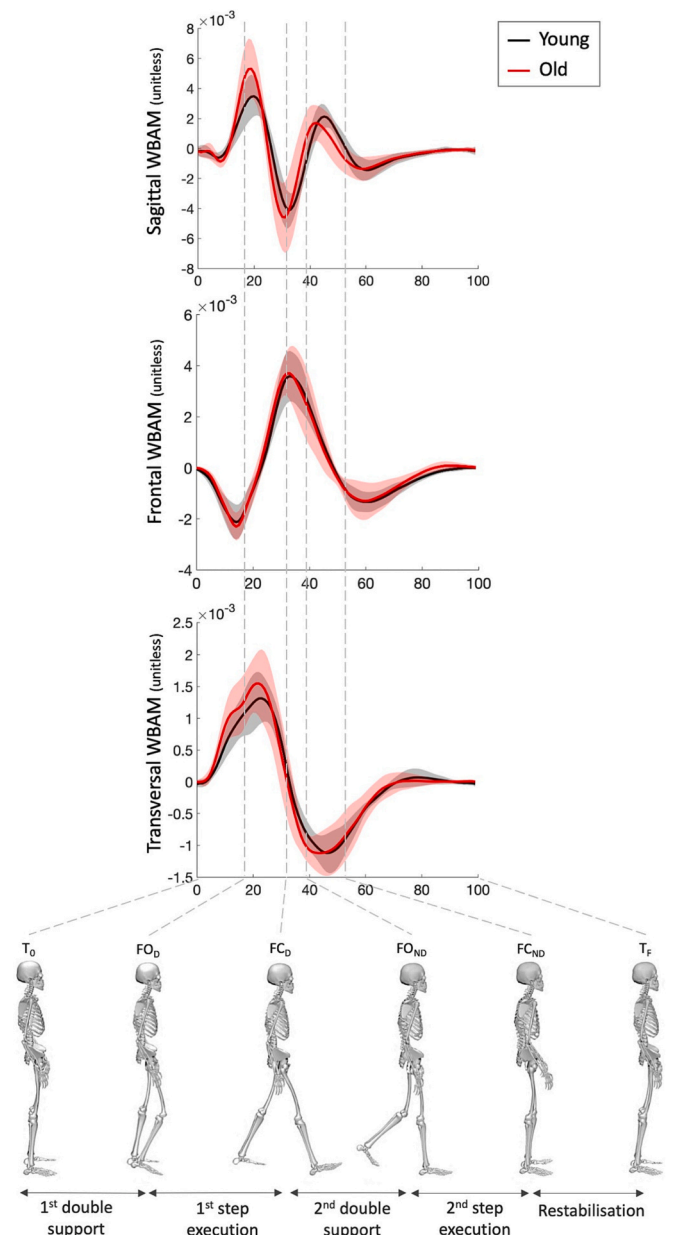 ×10⁻³
8
6
4
2
0
-2
-4
-6
-8
Sagittal WBAM (unitless)
0 20 40 60 80 100
Young
Old
×10⁻³
6
4
2
0
-2
-4
Frontal WBAM (unitless)
0 20 40 60 80 100
×10⁻³
2.5
2
1.5
1
0.5
0
-0.5
-1
-1.5
Transversal WBAM (unitless)
0 20 40 60 80 100
T₀ FO_D FC_D FO_ND FC_ND T_F
1st double support
1st step execution
2nd double support
2nd step execution
Restabilisation